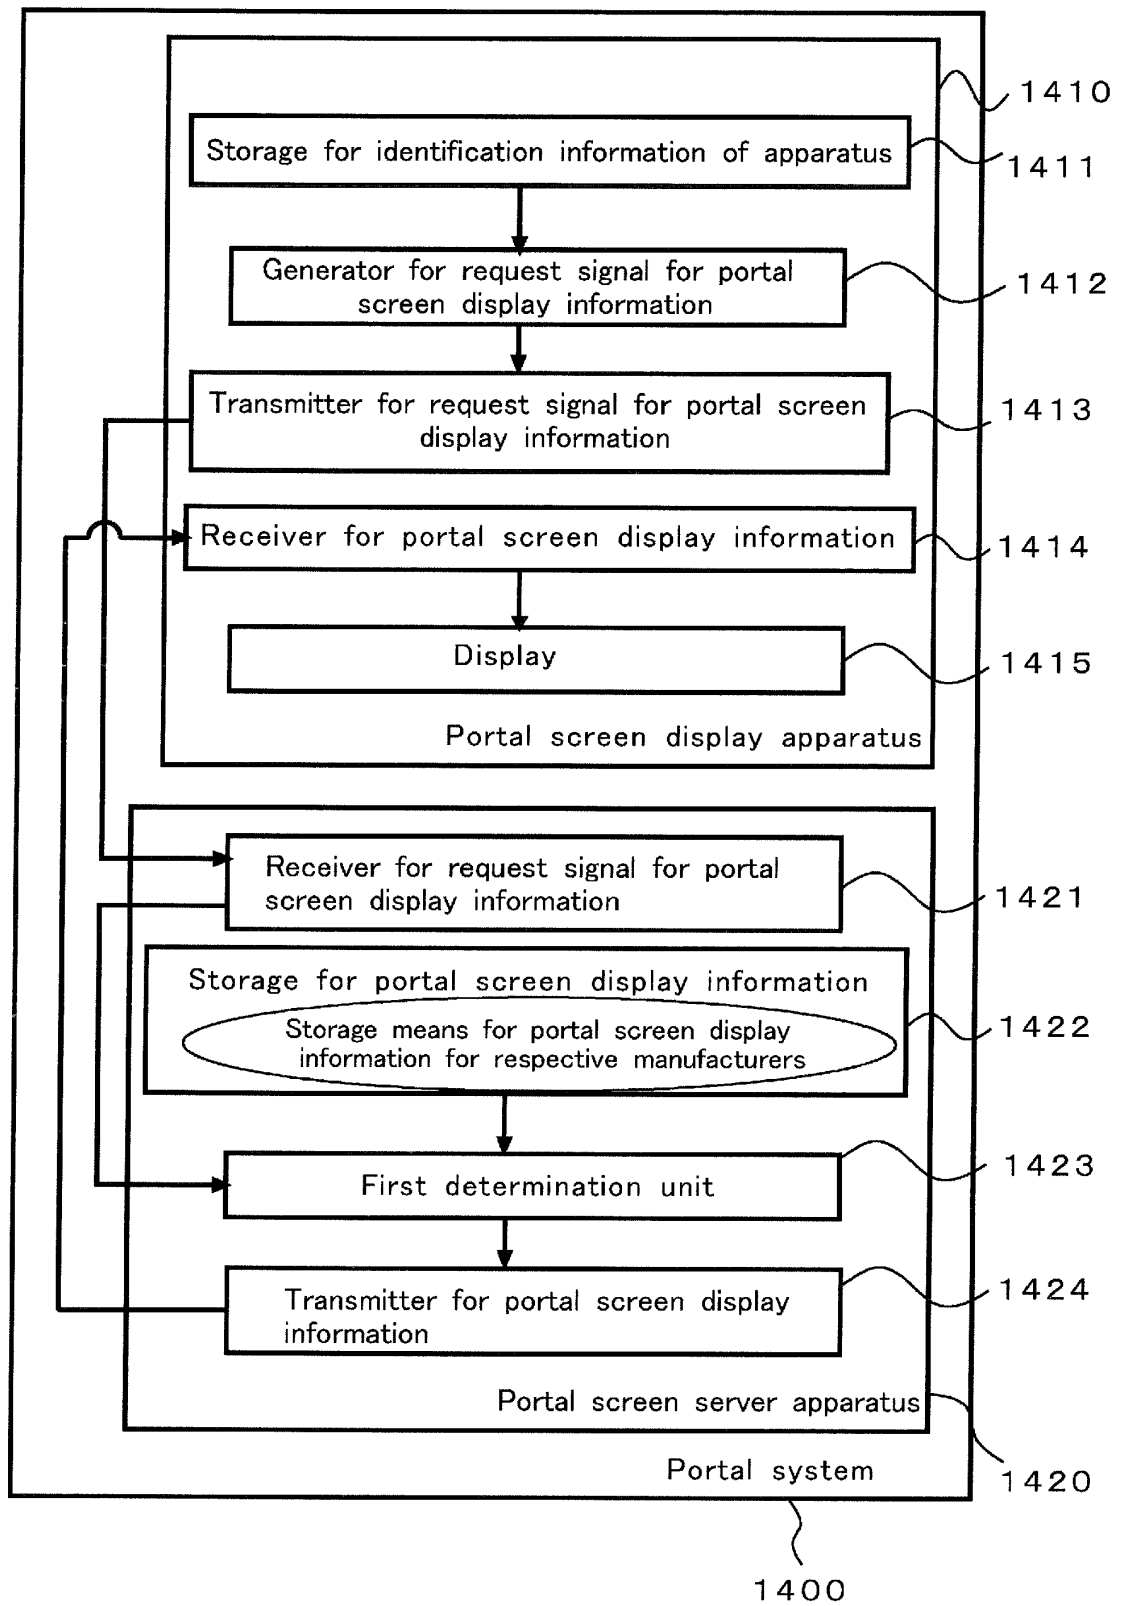 1410
Storage for identification information of apparatus
1411
Generator for request signal for portal
screen display information
1412
Transmitter for request signal for portal screen
display information
1413
Receiver for portal screen display information
1414
Display
1415
Portal screen display apparatus
Receiver for request signal for portal
screen display information
1421
Storage for portal screen display information
Storage means for portal screen display
information for respective manufacturers
1422
First determination unit
1423
Transmitter for portal screen display
information
1424
Portal screen server apparatus
1420
Portal system
1400